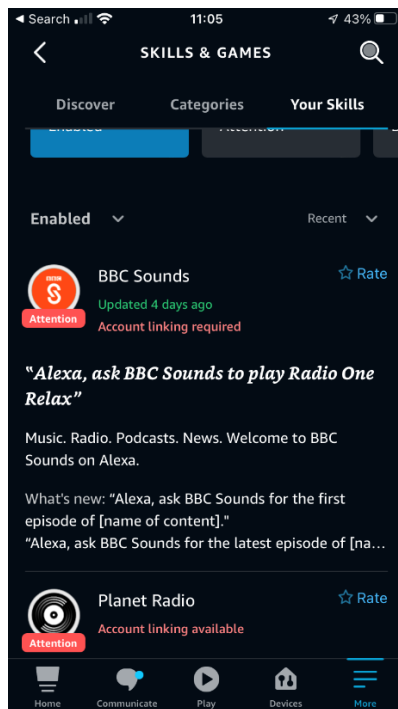 ◄ Search 11:05 43%
SKILLS & GAMES
Discover Categories Your Skills
Enabled Attention
Enabled Recent
BBC Sounds Rate
Updated 4 days ago
Attention
Account linking required
“Alexa, ask BBC Sounds to play Radio One
Relax”
Music. Radio. Podcasts. News. Welcome to BBC
Sounds on Alexa.
What's new: “Alexa, ask BBC Sounds for the first
episode of [name of content]."
“Alexa, ask BBC Sounds for the latest episode of [na...
Planet Radio Rate
Account linking available
Attention
Home Communicate Play Devices More